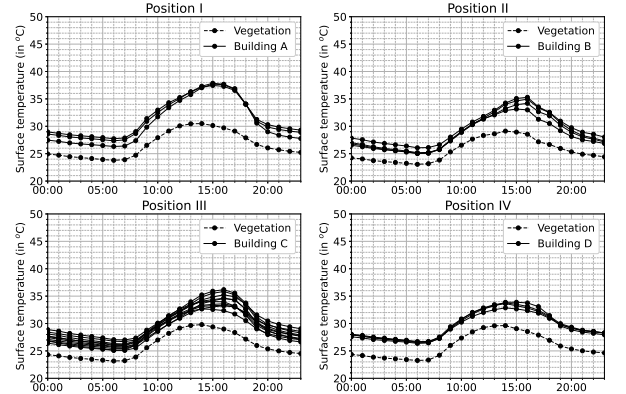 Position I
Position II
Surface temperature (in °C)
50
45
40
35
30
25
20
Vegetation
Building A
00:00 05:00 10:00 15:00 20:00
Surface temperature (in °C)
50
45
40
35
30
25
20
Vegetation
Building B
00:00 05:00 10:00 15:00 20:00
Position III
Position IV
Surface temperature (in °C)
50
45
40
35
30
25
20
Vegetation
Building C
00:00 05:00 10:00 15:00 20:00
Surface temperature (in °C)
50
45
40
35
30
25
20
Vegetation
Building D
00:00 05:00 10:00 15:00 20:00